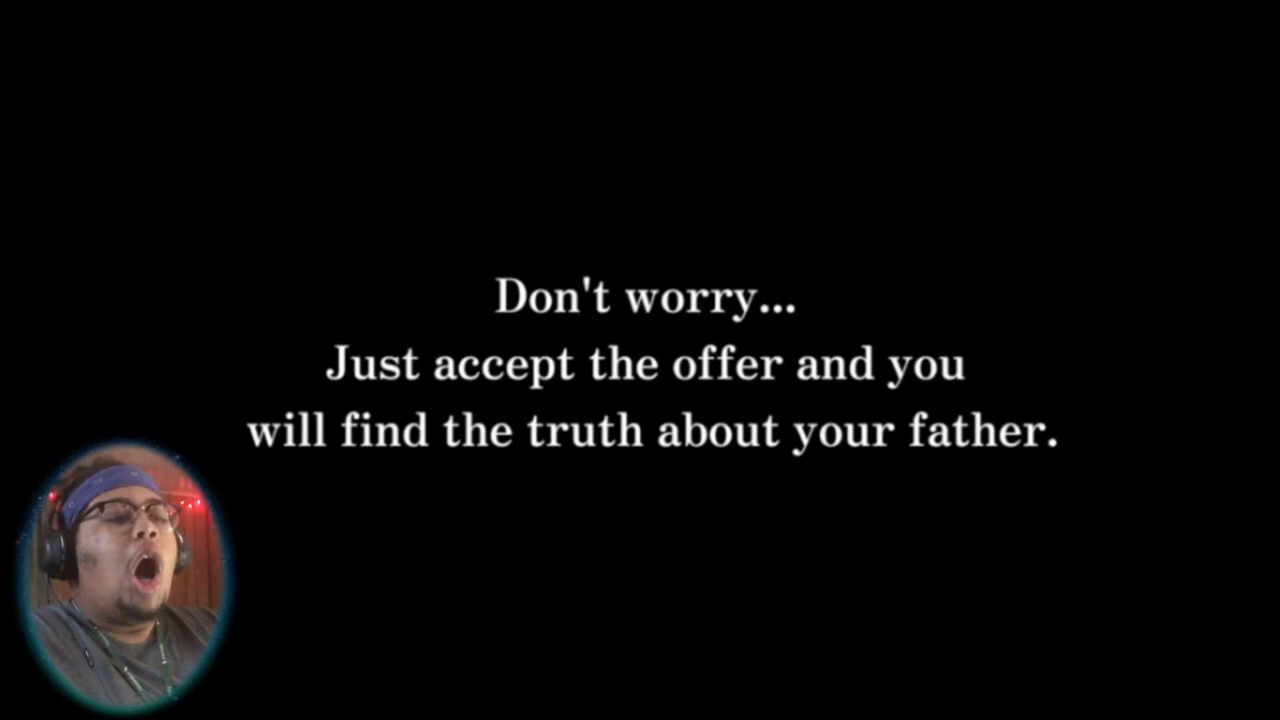 Don't worry...
Just accept the offer and you
will find the truth about your father.